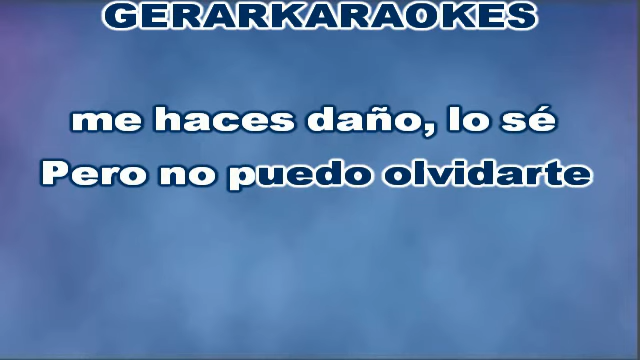 GERARKARAOKES
me haces daño, lo sé
Pero no puedo olvidarte